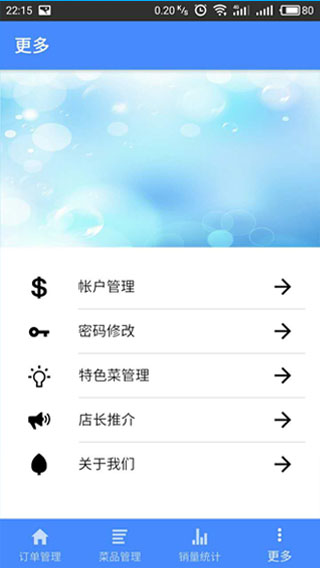 22:15
0.20 K/s
4G
80
更多
帐户管理
密码修改
特色菜管理
店长推介
关于我们
订单管理 菜品管理 销量统计 更多